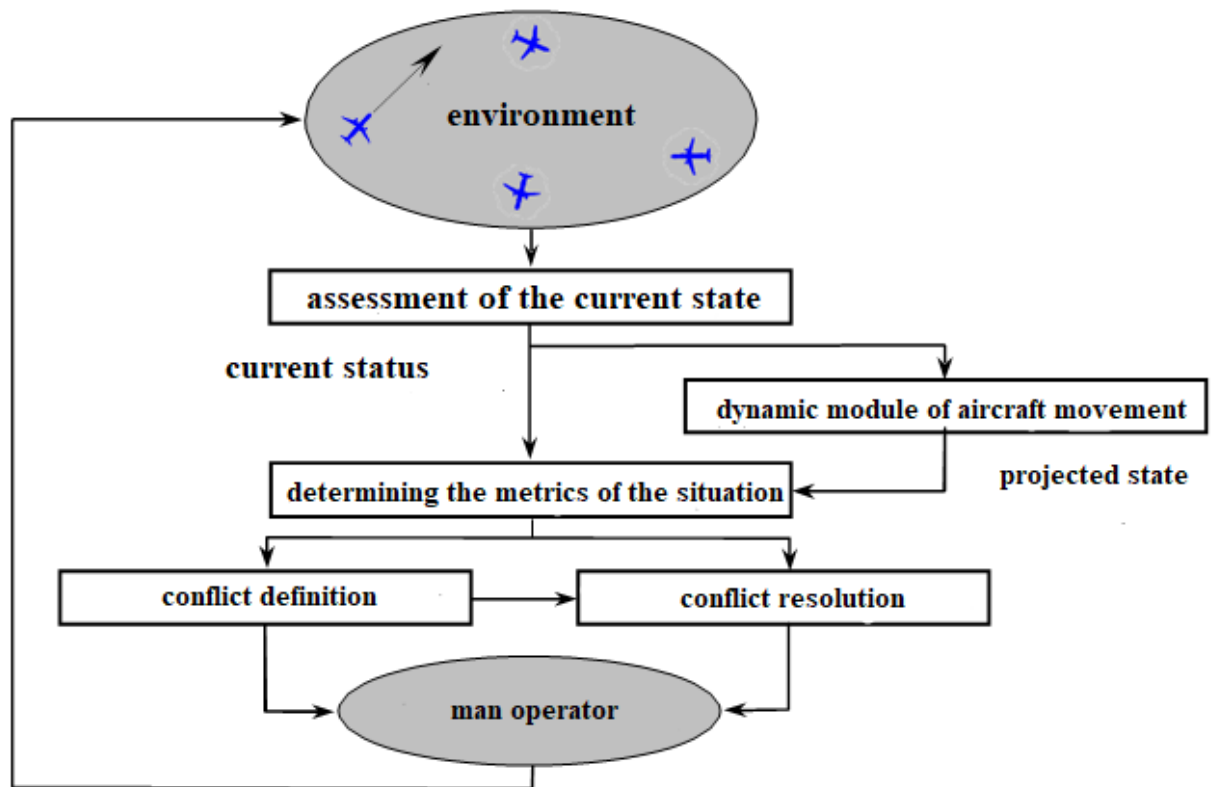 environment
assessment of the current state
current status
dynamic module of aircraft movement
projected state
determining the metrics of the situation
conflict definition
conflict resolution
man operator